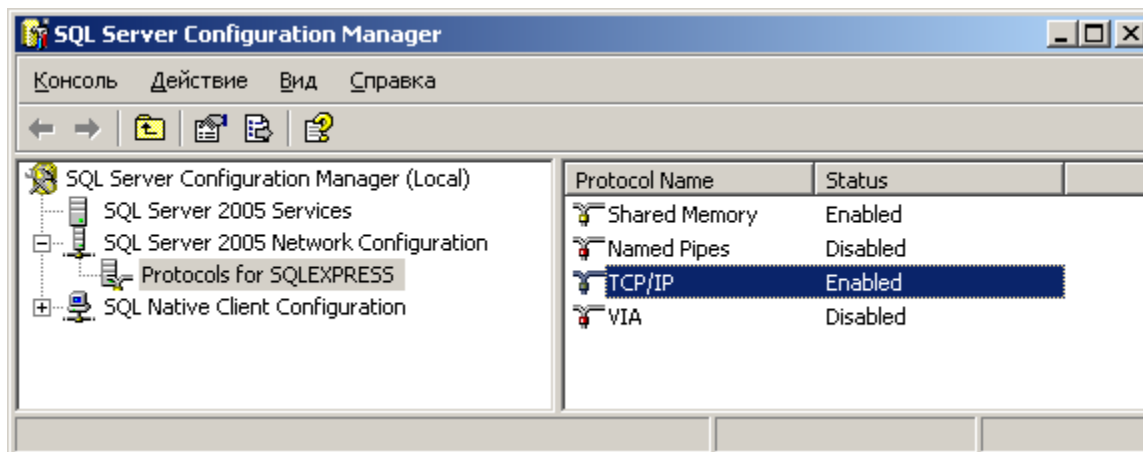 SQL Server Configuration Manager
Консоль Действие Вид Справка
SQL Server Configuration Manager (Local)
SQL Server 2005 Services
SQL Server 2005 Network Configuration
Protocols for SQLEXPRESS
SQL Native Client Configuration
Protocol Name Status
Shared Memory Enabled
Named Pipes Disabled
TCP/IP Enabled
VIA Disabled